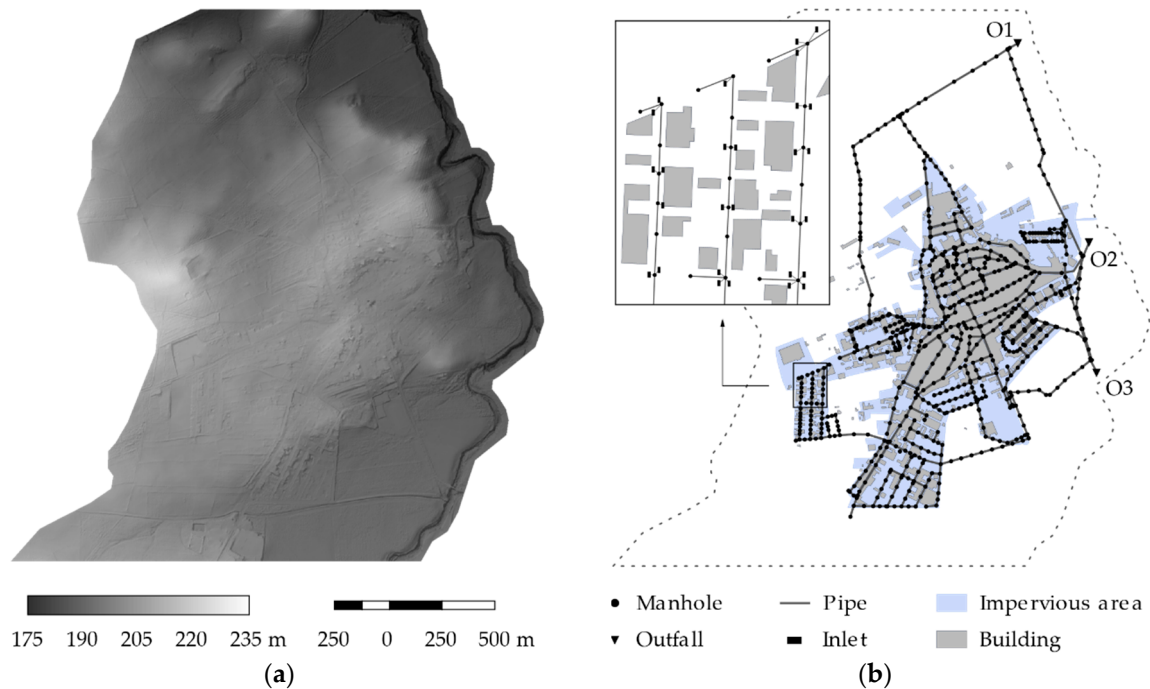 O1
O2
O3
Manhole Pipe Impervious area
175 190 205 220 235 m 250 0 250 500 m Outfall Inlet Building
(a) (b)